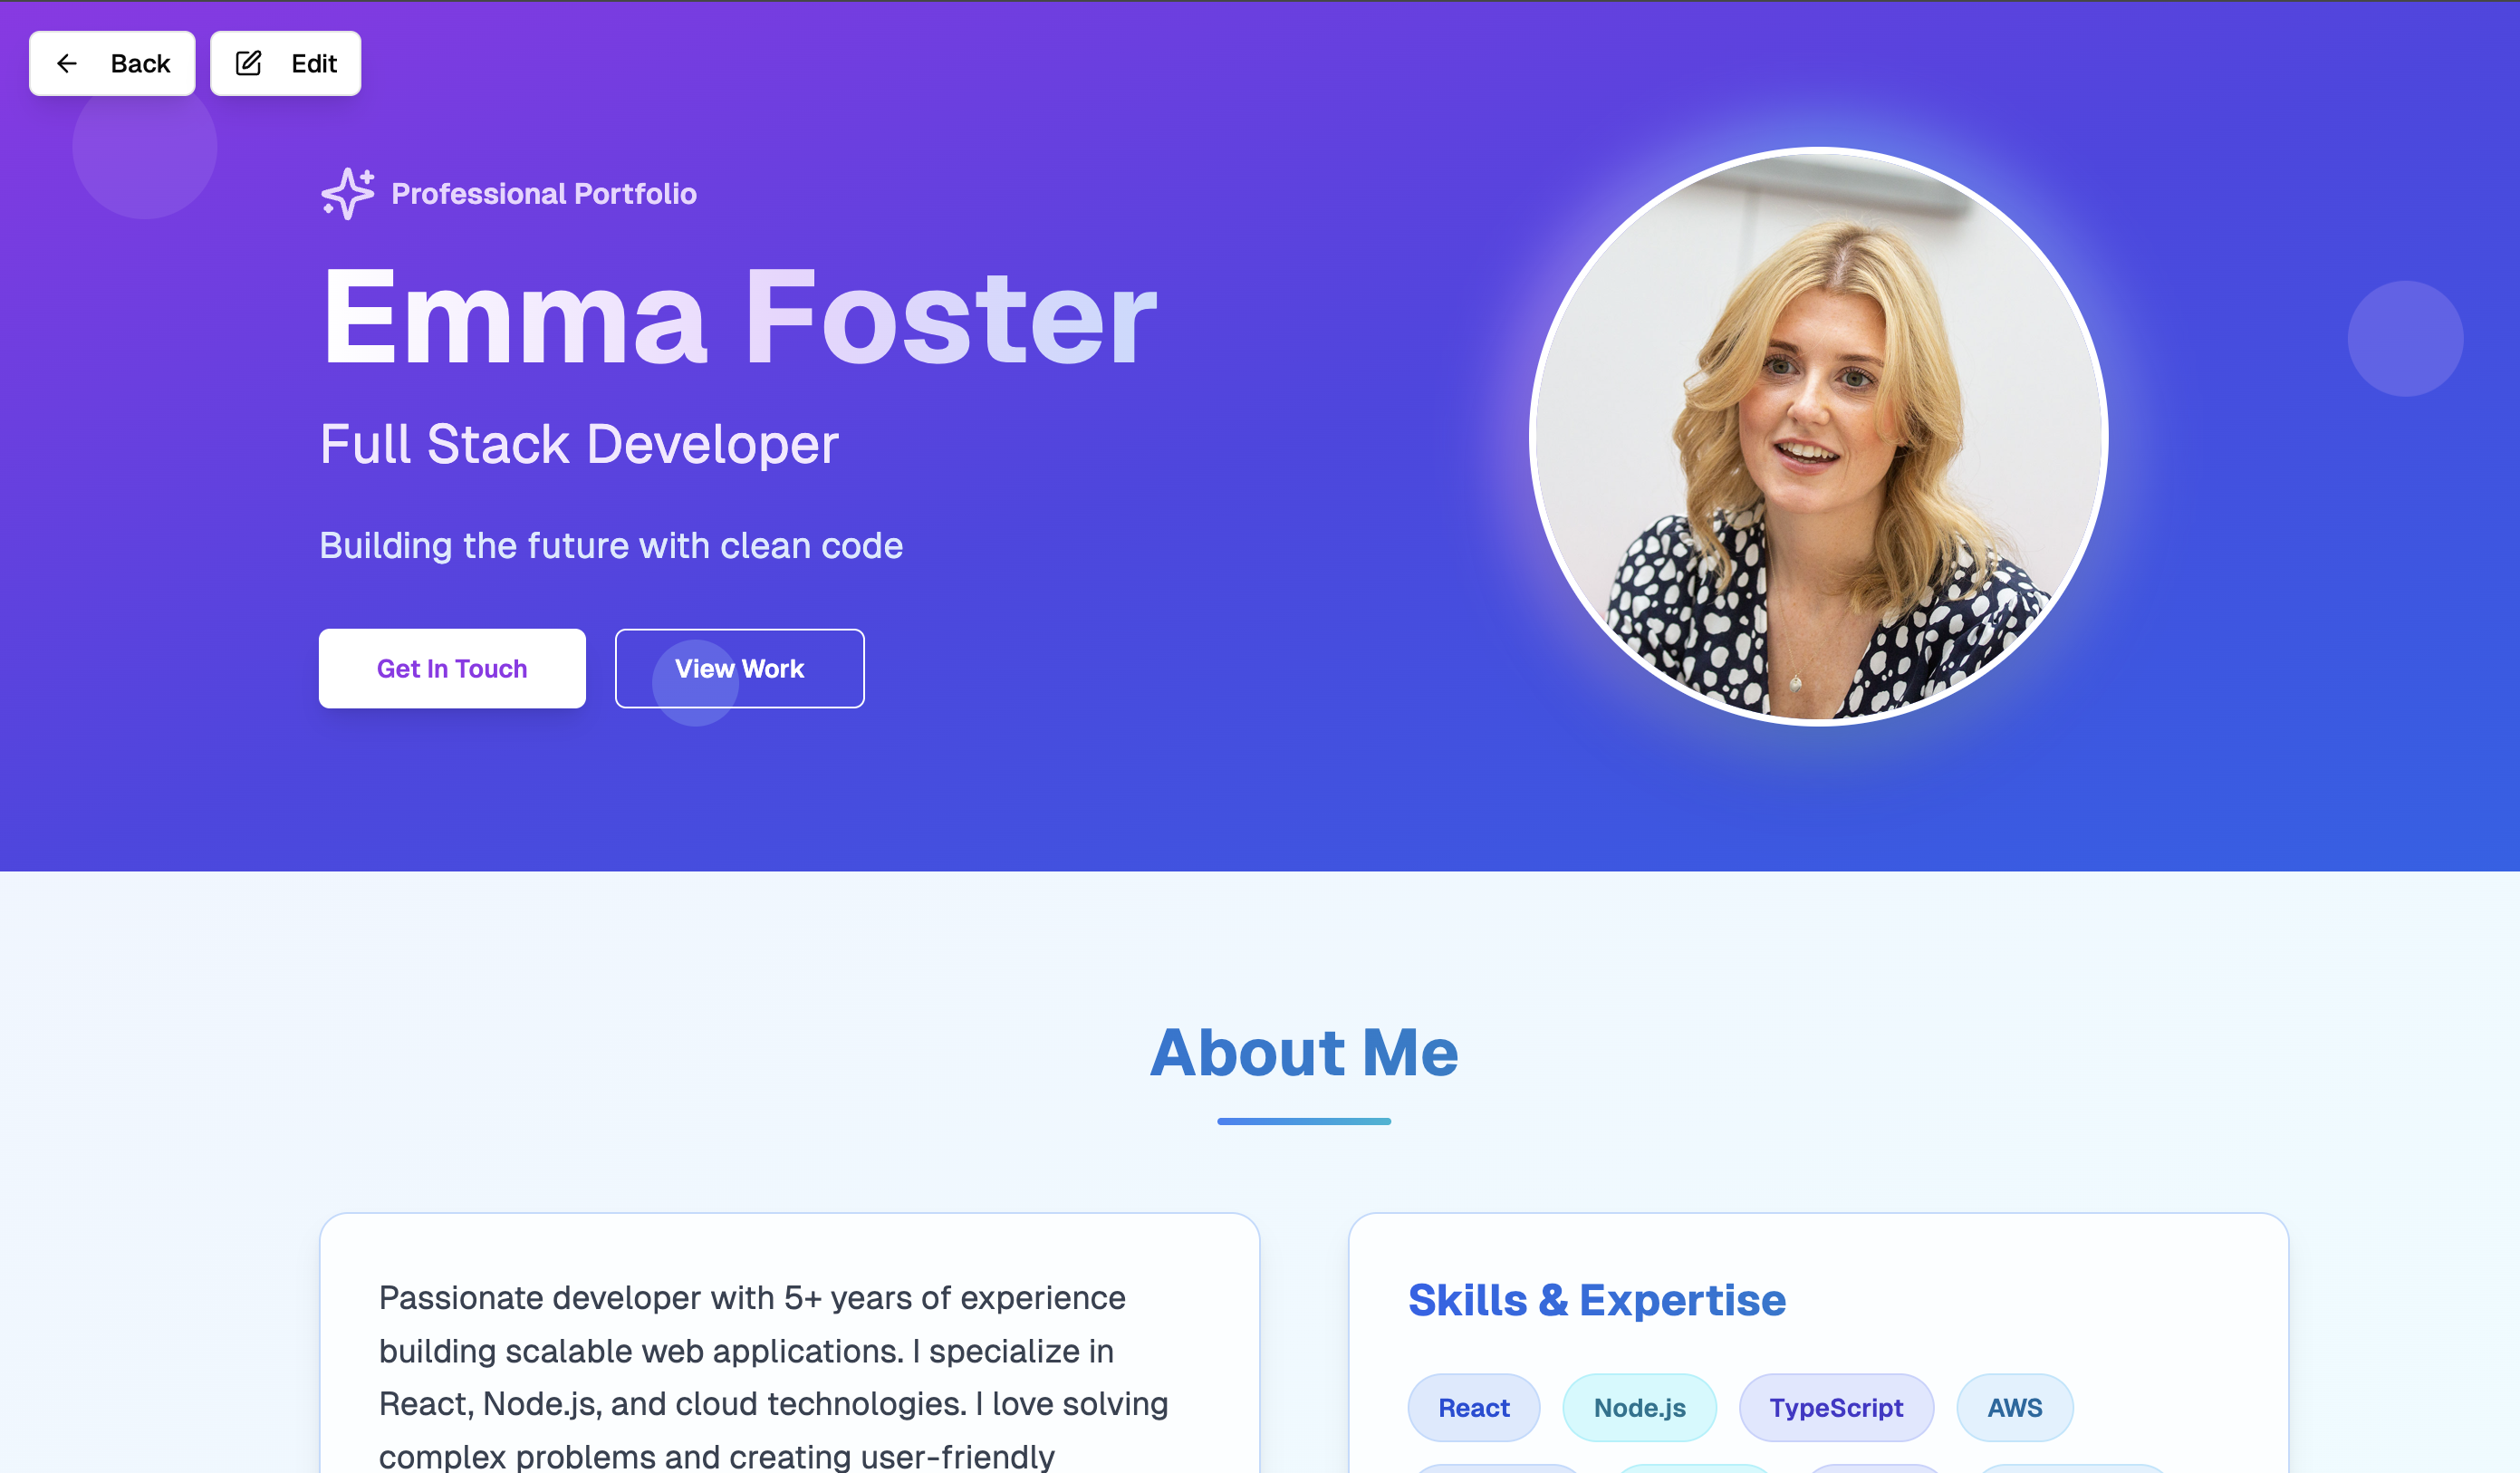 Back
Edit
Professional Portfolio
Emma Foster
Full Stack Developer
Building the future with clean code
Get In Touch
View Work
About Me
Passionate developer with 5+ years of experience
building scalable web applications. I specialize in
React, Node.js, and cloud technologies. I love solving
complex problems and creating user-friendly
Skills & Expertise
React
Node.js
TypeScript
AWS